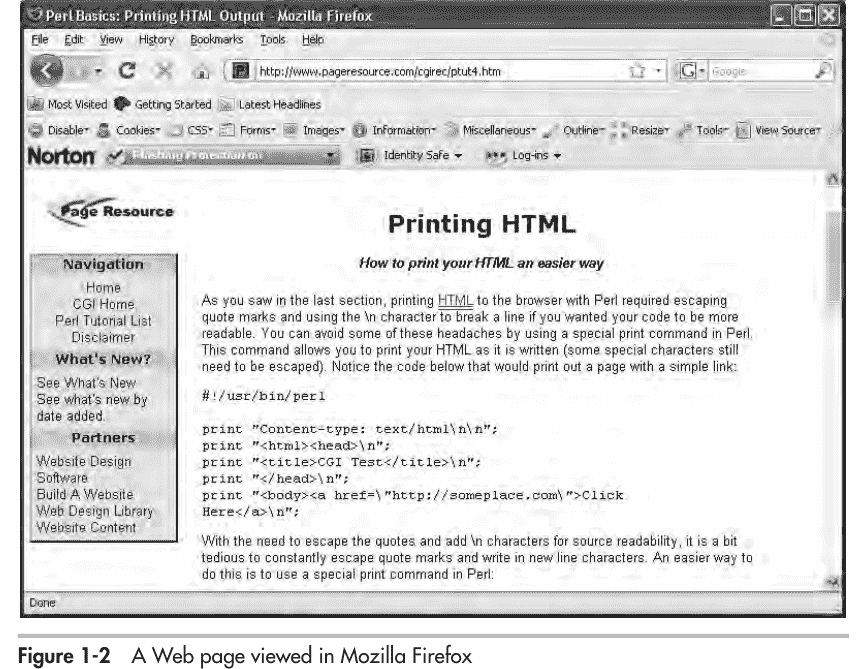 Perl Basics: Printing HTML Output - Mozilla Firefox
File Edit View History Bookmarks Tools Help
http://www.pageresource.com/cgirec/ptut4.htm
Google
Most Visited Getting Started Latest Headlines
Disable Cookies CSS Forms Images Information Miscellaneous Outline Resize Tools View Source
Norton
Identity Safe Log-ins
Page Resource
Navigation
Home
CGI Home
Perl Tutorial List
Disclaimer
What's New?
See What's New
See what's new by
date added.
Partners
Website Design
Software
Build A Website
Web Design Library
Website Content
Printing HTML
How to print your HTML an easier way
As you saw in the last section, printing HTML to the browser with Perl required escaping
quote marks and using the \n character to break a line if you wanted your code to be more
readable. You can avoid some of these headaches by using a special print command in Perl.
This command allows you to print your HTML as it is written (some special characters still
need to be escaped). Notice the code below that would print out a page with a simple link:
#!/usr/bin/perl
print "Content-type: text/html\n\n";
print "<html><head>\n";
print "<title>CGI Test</title>\n";
print "</head>\n";
print "<body><a href=\"http://someplace.com\">Click
Here</a>\n";
With the need to escape the quotes and add \n characters for source readability, it is a bit
tedious to constantly escape quote marks and write in new line characters. An easier way to
do this is to use a special print command in Perl:
Done
Figure 1-2 A Web page viewed in Mozilla Firefox